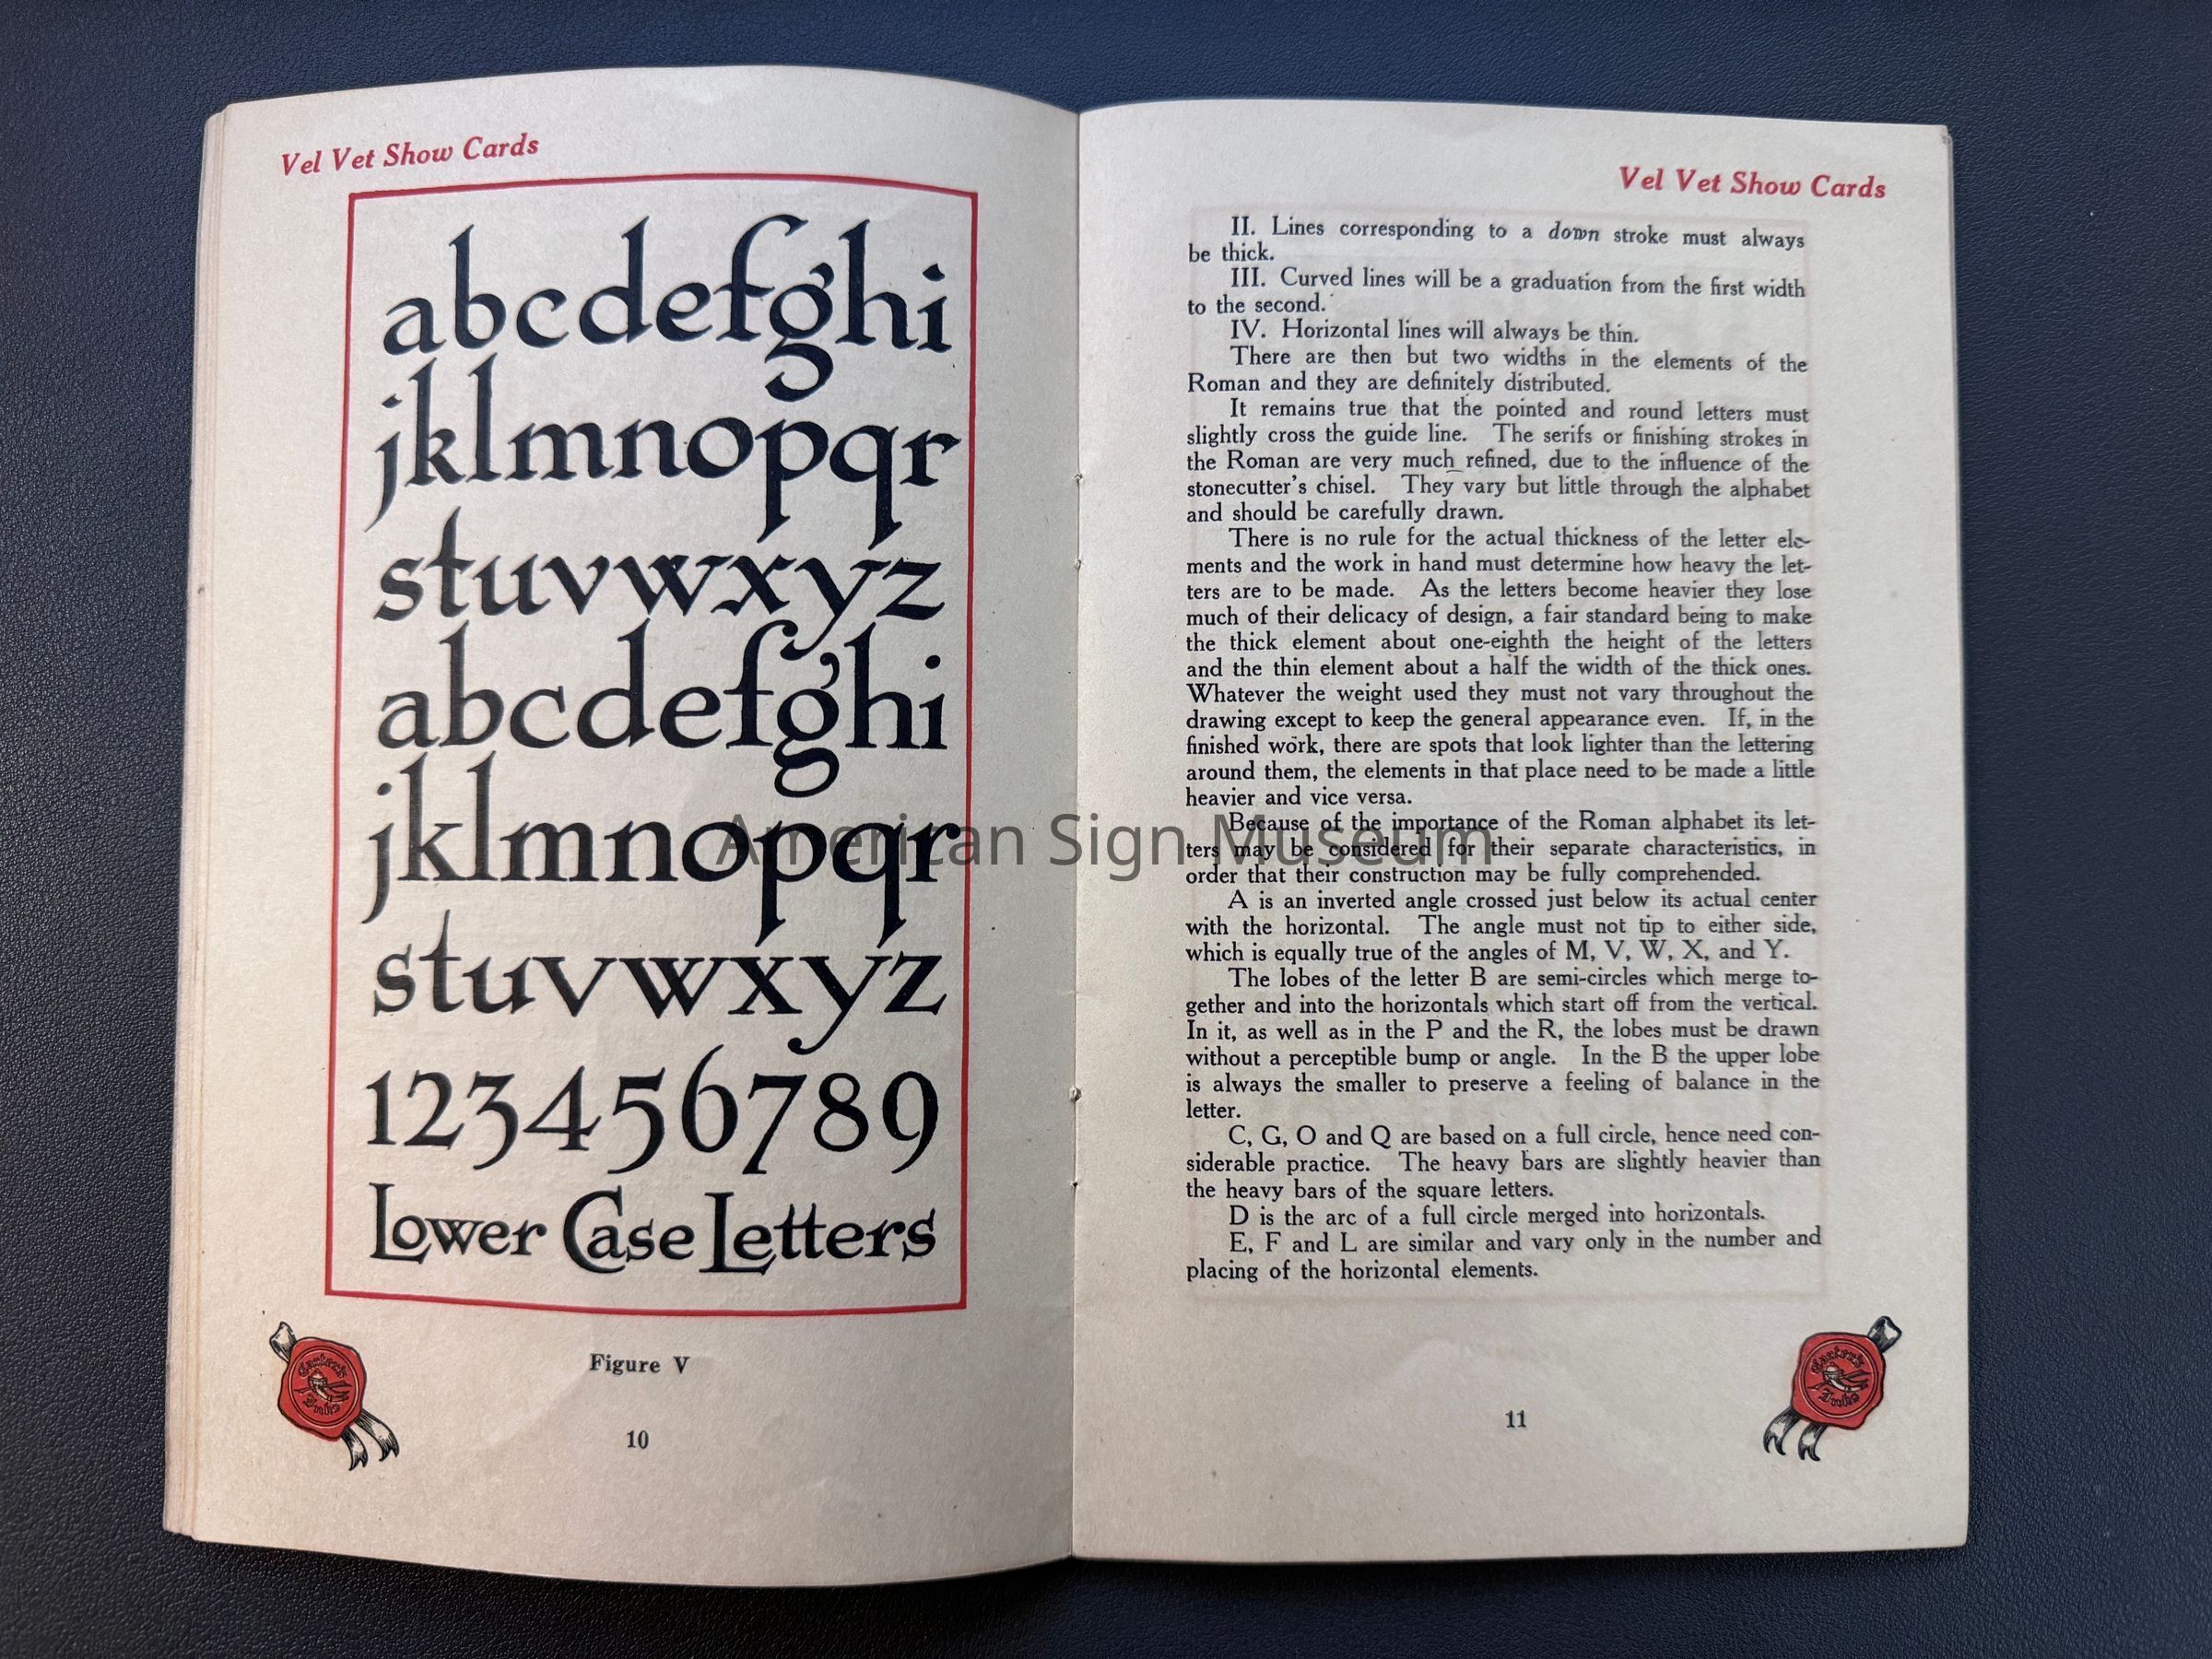 Vel Vet Show Cards
abcdefghi
jklmnopqr
stuvwxyz
abcdefghi
jklmnopqr
stuvwxyz
123456789
Lower Case Letters
Carter's
Inks
Figure V
10
Vel Vet Show Cards
II. Lines corresponding to a down stroke must always
be thick.
III. Curved lines will be a graduation from the first width
to the second.
IV. Horizontal lines will always be thin.
There are then but two widths in the elements of the
Roman and they are definitely distributed.
It remains true that the pointed and round letters must
slightly cross the guide line. The serifs or finishing strokes in
the Roman are very much refined, due to the influence of the
stonecutter's chisel. They vary but little through the alphabet
and should be carefully drawn.
There is no rule for the actual thickness of the letter ele-
ments and the work in hand must determine how heavy the let-
ters are to be made. As the letters become heavier they lose
much of their delicacy of design, a fair standard being to make
the thick element about one-eighth the height of the letters
and the thin element about a half the width of the thick ones.
Whatever the weight used they must not vary throughout the
drawing except to keep the general appearance even. If, in the
finished work, there are spots that look lighter than the lettering
around them, the elements in that place need to be made a little
heavier and vice versa.
Because of the importance of the Roman alphabet its let-
ters may be considered for their separate characteristics, in
order that their construction may be fully comprehended.
A is an inverted angle crossed just below its actual center
with the horizontal. The angle must not tip to either side,
which is equally true of the angles of M, V, W, X, and Y.
The lobes of the letter B are semi-circles which merge to-
gether and into the horizontals which start off from the vertical.
In it, as well as in the P and the R, the lobes must be drawn
without a perceptible bump or angle. In the B the upper lobe
is always the smaller to preserve a feeling of balance in the
letter.
C, G, O and Q are based on a full circle, hence need con-
siderable practice. The heavy bars are slightly heavier than
the heavy bars of the square letters.
D is the arc of a full circle merged into horizontals.
E, F and L are similar and vary only in the number and
placing of the horizontal elements.
Carter's
Inks
11
American Sign Museum